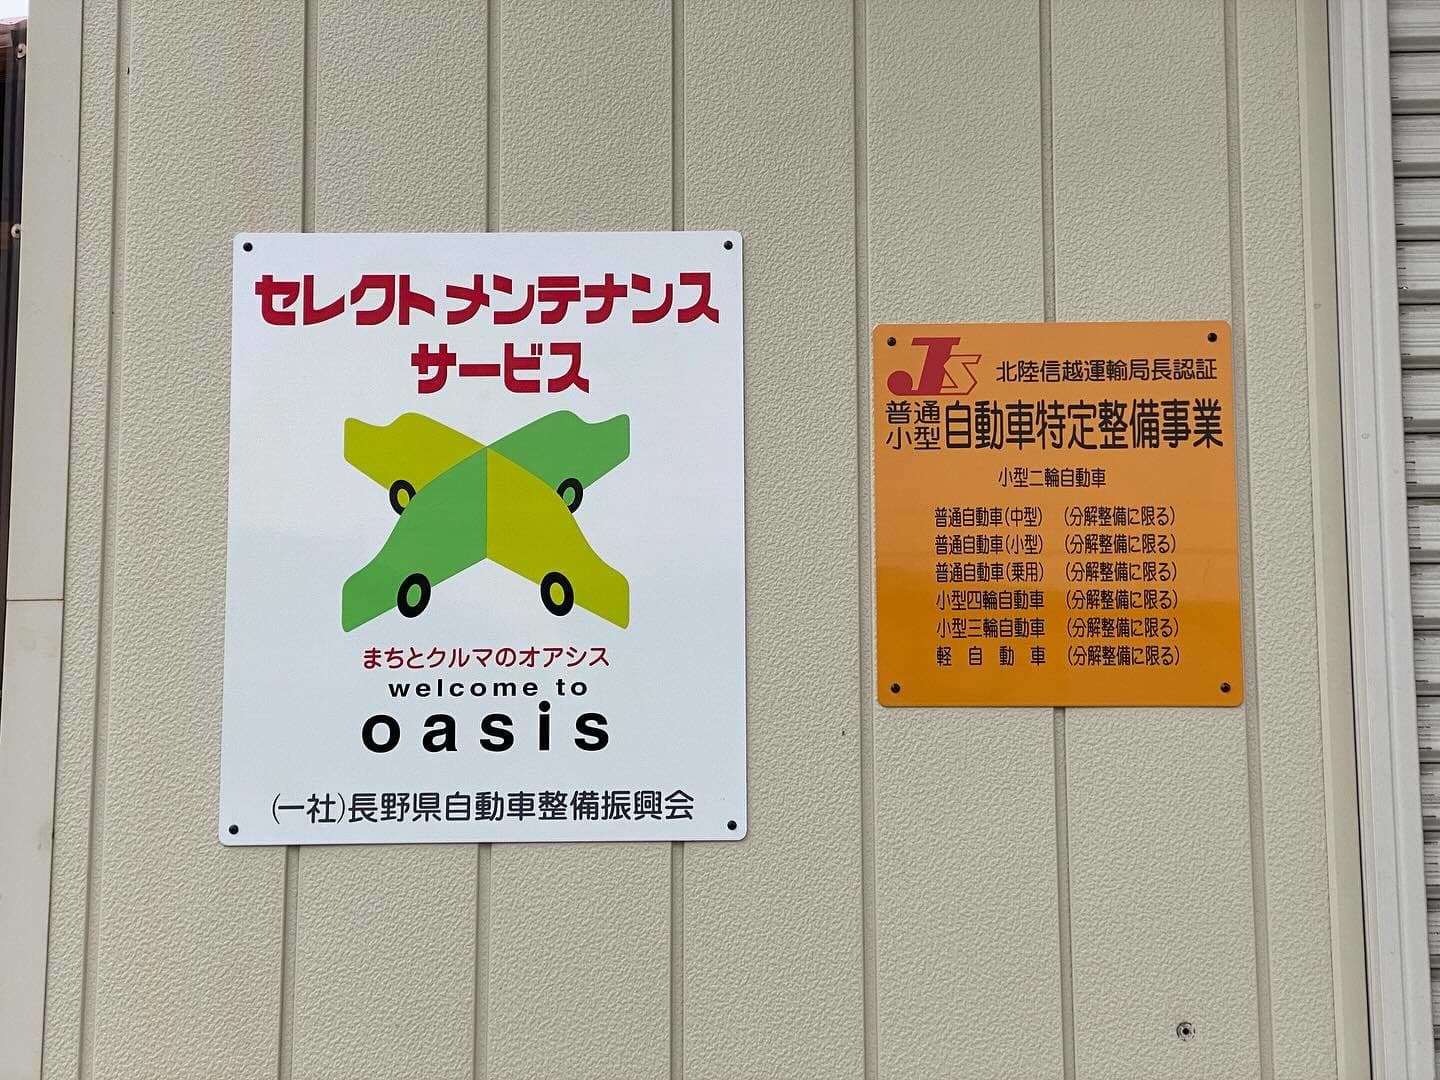 セレクトメンテナンス
サービス
まちとクルマのオアシス
welcome to
oasis
(一社)長野県自動車整備振興会
JS 北陸信越運輸局長認証
普通
小型 自動車特定整備事業
小型二輪自動車
普通自動車(中型) (分解整備に限る)
普通自動車(小型) (分解整備に限る)
普通自動車(乗用) (分解整備に限る)
小型四輪自動車 (分解整備に限る)
小型三輪自動車 (分解整備に限る)
軽自動車 (分解整備に限る)